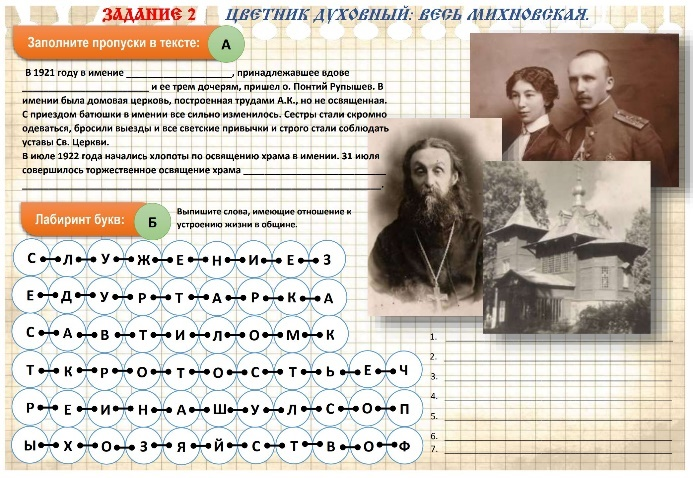 ЗАДАНИЕ 2 ЦВЕТНИК ДУХОВНЫЙ: ВЕСЬ МИХНОВСКАЯ.
Заполните пропуски в тексте: А
В 1921 году в имение ____________________, принадлежавшее вдове
________________________ и ее трем дочерям, пришел о. Понтий Рупышев. В
имении была домовая церковь, построенная трудами А.К., но не освященная.
С приездом батюшки в имении все сильно изменилось. Сестры стали скромно
одеваться, бросили выезды и все светские привычки и строго стали соблюдать
уставы Св. Церкви.
В июле 1922 года начались хлопоты по освящению храма в имении. 31 июля
совершилось торжественное освящение храма ___________________________
____________________________________________________________________.
Лабиринт букв: Б
Выпишите слова, имеющие отношение к
устроению жизни в общине.
С Л У Ж Е Н И Е З
Е Д У Р Т А Р К А
С А В Т И Л О М К
Т К Р О Т О С Т Ь Е Ч
Р Е И Н А Ш У Л С О П
Ы Х О З Я Й С Т В О Ф
1.
2.
3.
4.
5.
6.
7.